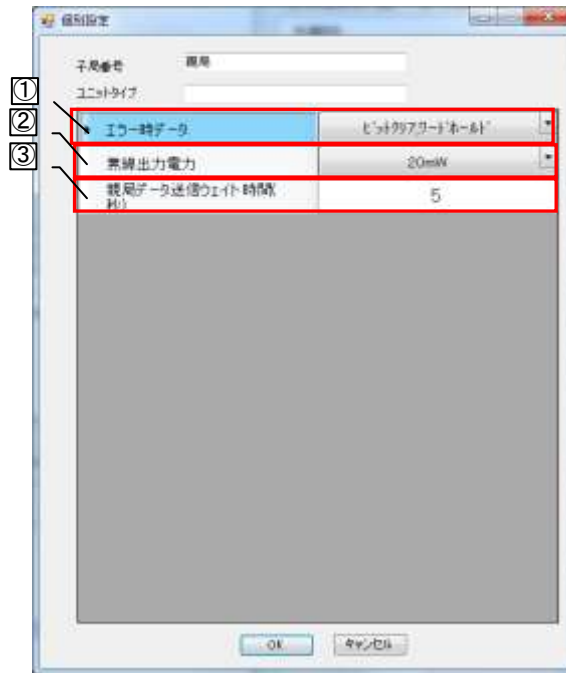 個別設定
子局番号 親局
ユニットタイプ
① エラー時データ ﾋﾞｯﾄｸﾘｱ,ﾜｰﾄﾞﾎｰﾙﾄﾞ
② 無線出力電力 20mW
③ 親局データ送信ウェイト時間(
秒) 5
OK キャンセル